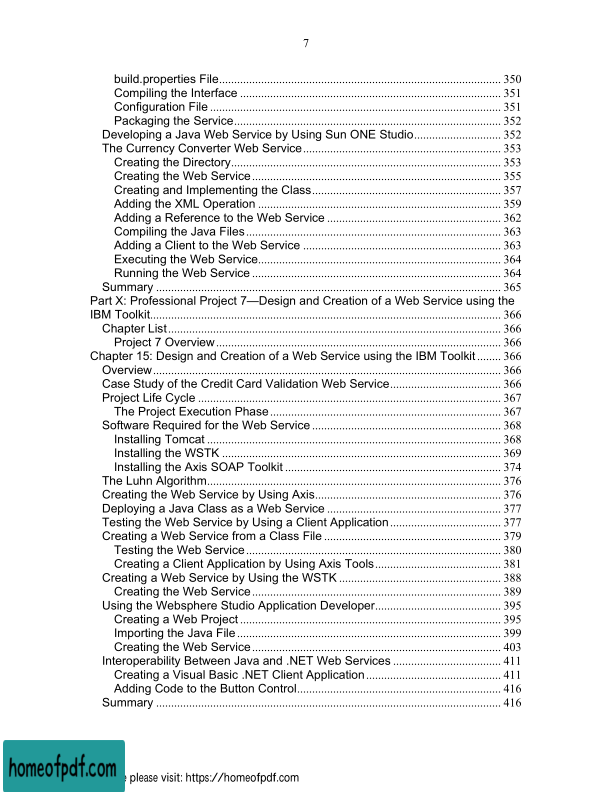 7
build.properties File........ 350
Compiling the Interface ........ 351
Configuration File ........ 351
Packaging the Service........ 352
Developing a Java Web Service by Using Sun ONE Studio........ 352
The Currency Converter Web Service........ 353
Creating the Directory........ 353
Creating the Web Service ........ 355
Creating and Implementing the Class........ 357
Adding the XML Operation ........ 359
Adding a Reference to the Web Service ........ 362
Compiling the Java Files........ 363
Adding a Client to the Web Service ........ 363
Executing the Web Service........ 364
Running the Web Service ........ 364
Summary ........ 365
Part X: Professional Project 7—Design and Creation of a Web Service using the
IBM Toolkit........ 366
Chapter List........ 366
Project 7 Overview........ 366
Chapter 15: Design and Creation of a Web Service using the IBM Toolkit ........ 366
Overview........ 366
Case Study of the Credit Card Validation Web Service........ 366
Project Life Cycle ........ 367
The Project Execution Phase........ 367
Software Required for the Web Service ........ 368
Installing Tomcat ........ 368
Installing the WSTK ........ 369
Installing the Axis SOAP Toolkit ........ 374
The Luhn Algorithm........ 376
Creating the Web Service by Using Axis........ 376
Deploying a Java Class as a Web Service ........ 377
Testing the Web Service by Using a Client Application........ 377
Creating a Web Service from a Class File ........ 379
Testing the Web Service ........ 380
Creating a Client Application by Using Axis Tools........ 381
Creating a Web Service by Using the WSTK ........ 388
Creating the Web Service ........ 389
Using the Websphere Studio Application Developer........ 395
Creating a Web Project........ 395
Importing the Java File........ 399
Creating the Web Service ........ 403
Interoperability Between Java and .NET Web Services ........ 411
Creating a Visual Basic .NET Client Application........ 411
Adding Code to the Button Control........ 416
Summary ........ 416
homeofpdf.com
please visit: https://homeofpdf.com